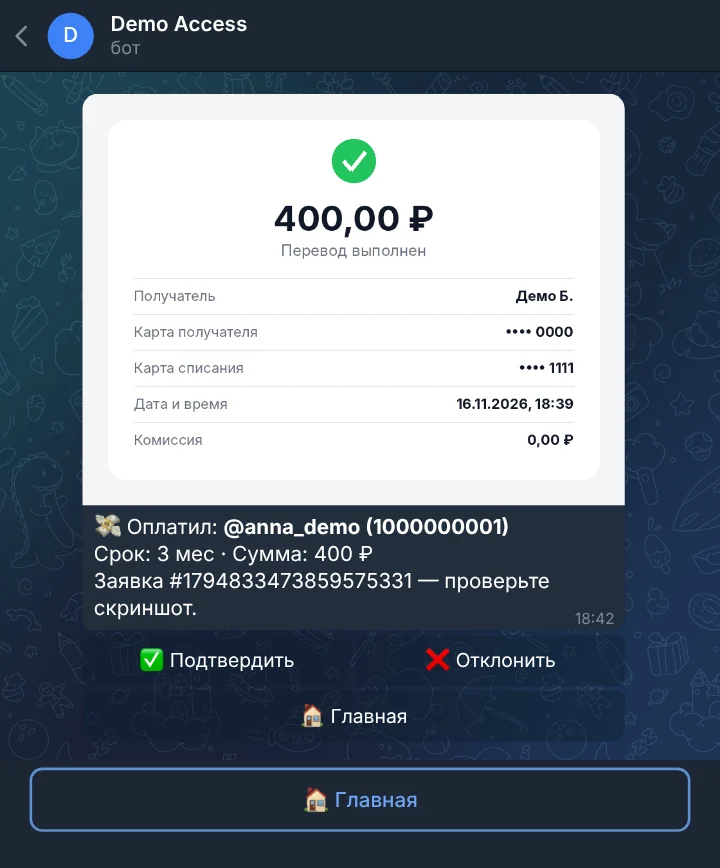 D
Demo Access
бот
400,00 ₽
Перевод выполнен
Получатель Демо Б.
Карта получателя •••• 0000
Карта списания •••• 1111
Дата и время 16.11.2026, 18:39
Комиссия 0,00 ₽
💸 Оплатил: @anna_demo (1000000001)
Срок: 3 мес · Сумма: 400 ₽
Заявка #1794833473859575331 — проверьте
скриншот.
18:42
✅ Подтвердить ❌ Отклонить
🏠 Главная
🏠 Главная